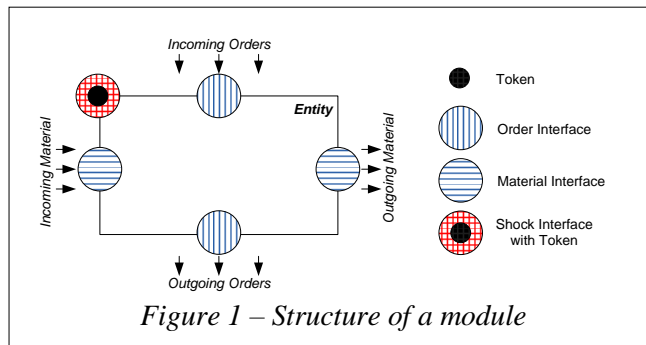 Incoming Orders
Entity
Incoming Material
Outgoing Material
Outgoing Orders
Token
Order Interface
Material Interface
Shock Interface
with Token
Figure 1 – Structure of a module